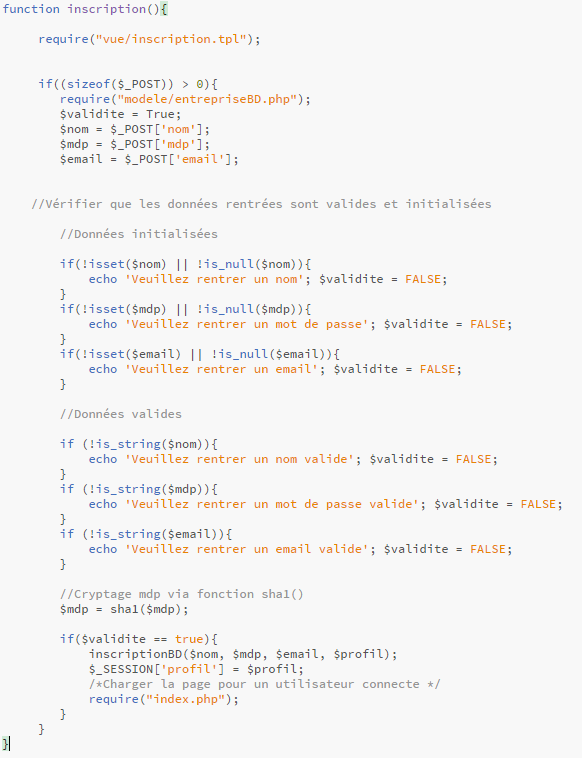 function inscription(){
require("vue/inscription.tpl");
if((sizeof($_POST)) > 0){
require("modele/entrepriseBD.php");
$validite = True;
$nom = $_POST['nom'];
$mdp = $_POST['mdp'];
$email = $_POST['email'];
//Vérifier que les données rentrées sont valides et initialisées
//Données initialisées
if(!isset($nom) || !is_null($nom)){
echo 'Veuillez rentrer un nom'; $validite = FALSE;
}
if(!isset($mdp) || !is_null($mdp)){
echo 'Veuillez rentrer un mot de passe'; $validite = FALSE;
}
if(!isset($email) || !is_null($email)){
echo 'Veuillez rentrer un email'; $validite = FALSE;
}
//Données valides
if (!is_string($nom)){
echo 'Veuillez rentrer un nom valide'; $validite = FALSE;
}
if (!is_string($mdp)){
echo 'Veuillez rentrer un mot de passe valide'; $validite = FALSE;
}
if (!is_string($email)){
echo 'Veuillez rentrer un email valide'; $validite = FALSE;
}
//Cryptage mdp via fonction sha1()
$mdp = sha1($mdp);
if($validite == true){
inscriptionBD($nom, $mdp, $email, $profil);
$_SESSION['profil'] = $profil;
/*Charger la page pour un utilisateur connecte */
require("index.php");
}
}
}